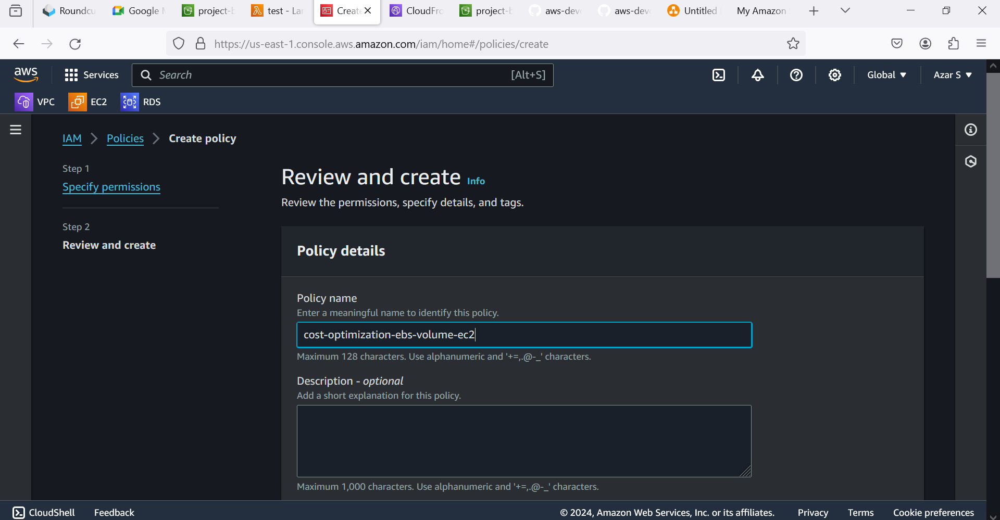 Roundcu
Google M
project-b
test - Lar
Create
CloudFro
project-b
aws-deve
aws-deve
Untitled
My Amazon
https://us-east-1.console.aws.amazon.com/iam/home#/policies/create
aws
Services
Search
[Alt+S]
Global
Azar S
VPC
EC2
RDS
IAM
Policies
Create policy
Step 1
Specify permissions
Step 2
Review and create
Review and create Info
Review the permissions, specify details, and tags.
Policy details
Policy name
Enter a meaningful name to identify this policy.
cost-optimization-ebs-volume-ec2
Maximum 128 characters. Use alphanumeric and '+=,.@-_' characters.
Description - optional
Add a short explanation for this policy.
Maximum 1,000 characters. Use alphanumeric and '+=,.@-_' characters.
CloudShell
Feedback
© 2024, Amazon Web Services, Inc. or its affiliates.
Privacy
Terms
Cookie preferences